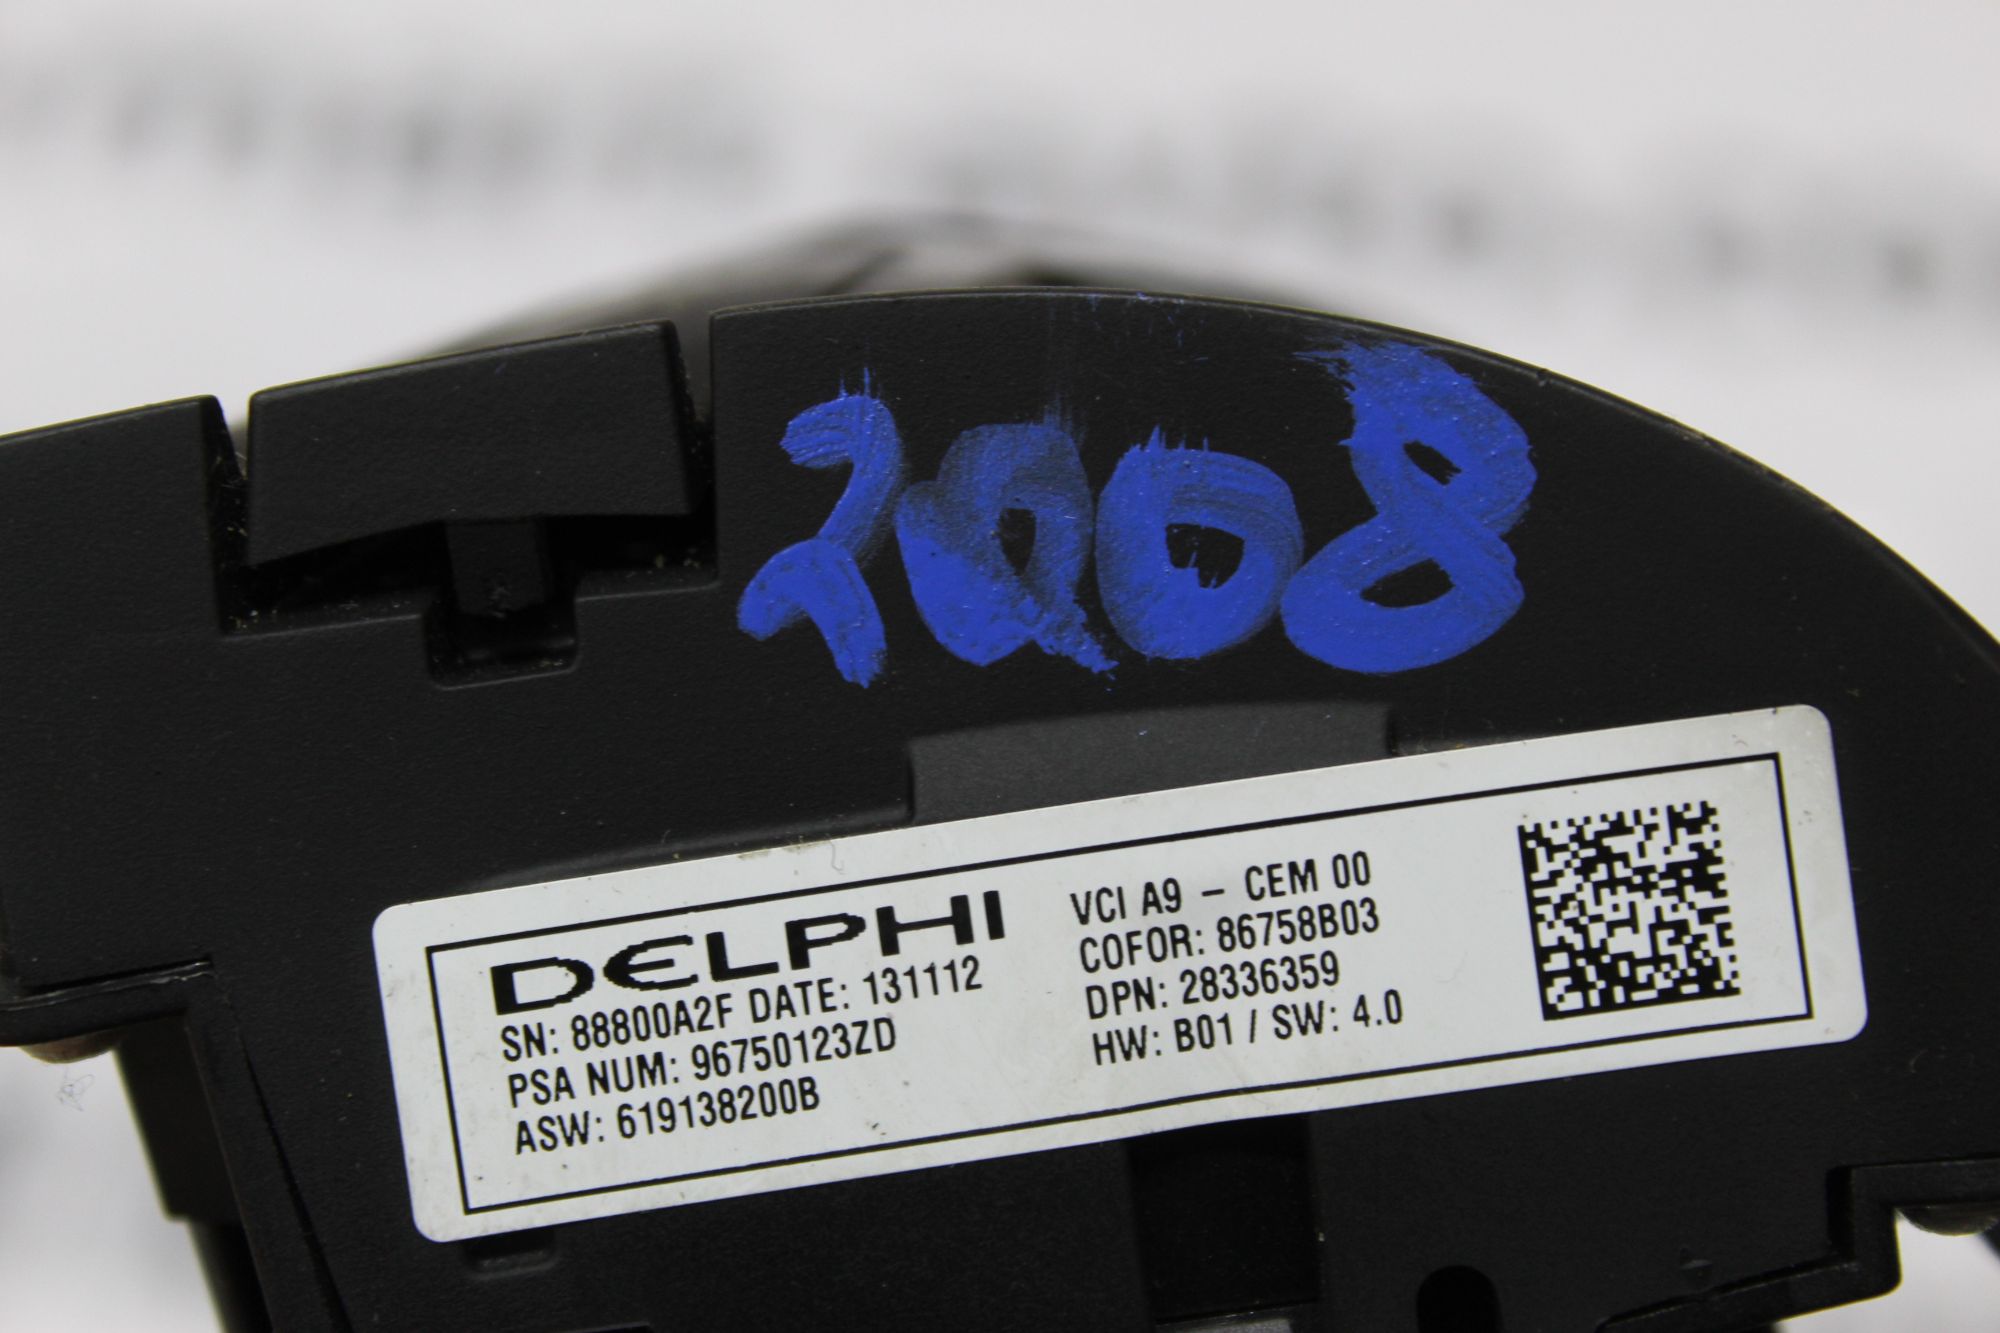 2008
DELPHI
SN: 88800A2F DATE: 131112
PSA NUM: 96750123ZD
ASW: 619138200B
VCI A9 - CEM 00
COFOR: 86758B03
DPN: 28336359
HW: B01 / SW: 4.0